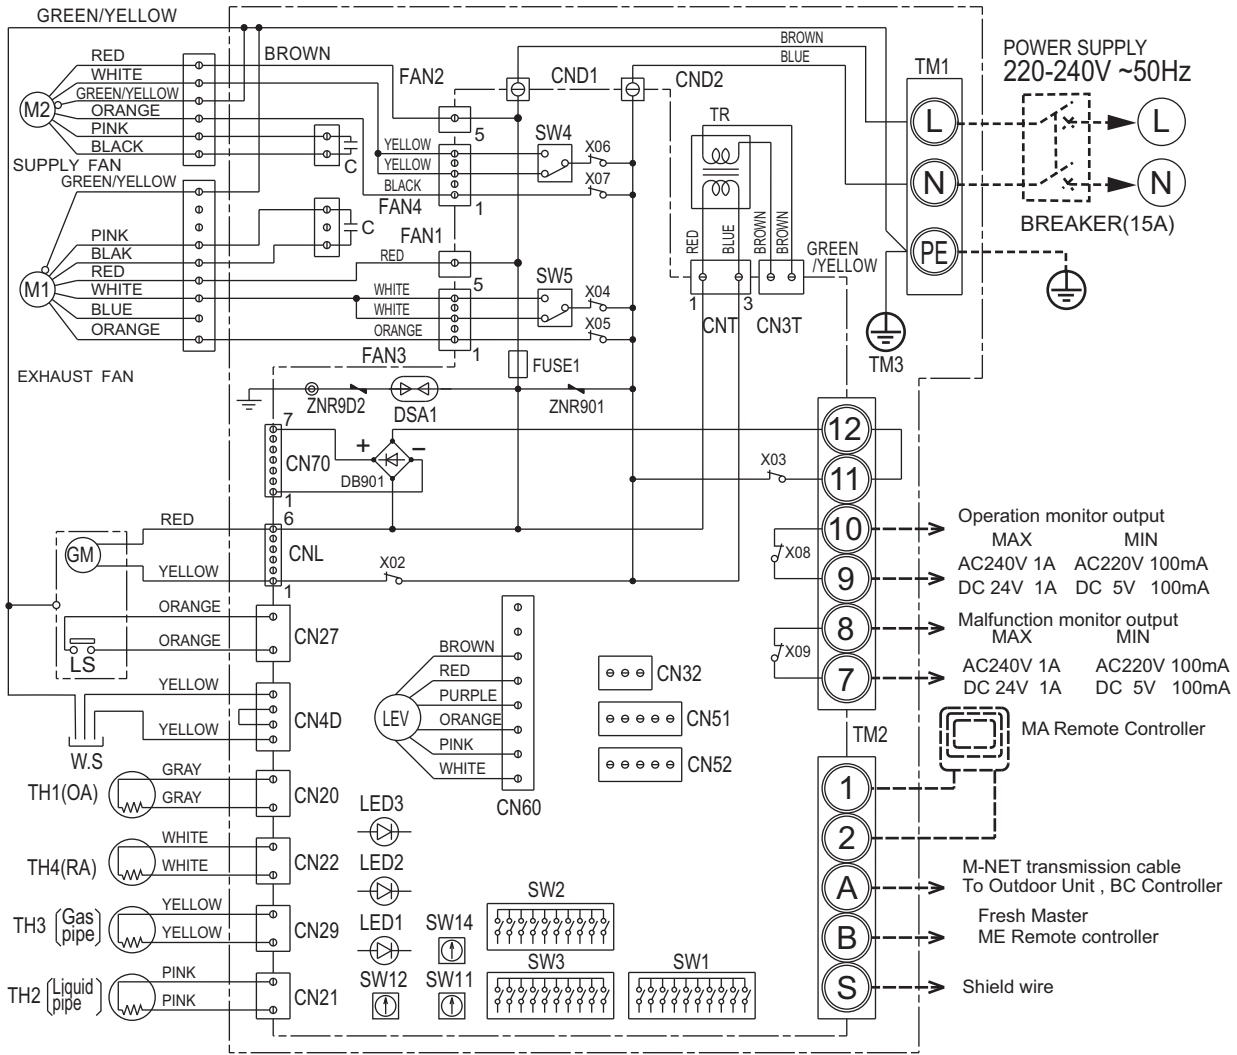 GREEN/YELLOW
RED
WHITE
GREEN/YELLOW
ORANGE
PINK
BLACK
M2
SUPPLY FAN
GREEN/YELLOW
PINK
BLAK
RED
WHITE
BLUE
ORANGE
M1
EXHAUST FAN
BROWN
C
C
FAN2
5
YELLOW
YELLOW
BLACK
FAN4
1
FAN1
RED
5
WHITE
WHITE
ORANGE
1
FAN3
CND1
CND2
SW4
X06
X07
SW5
X04
X05
FUSE1
ZNR9D2
DSA1
ZNR901
BROWN
BLUE
TR
RED
BLUE
BROWN
BROWN
1
3
CNT
CN3T
GREEN
/YELLOW
TM1
L
N
PE
TM3
POWER SUPPLY
220-240V ~50Hz
L
N
BREAKER(15A)
7
CN70
1
+
−
DB901
6
CNL
1
X02
X03
GM
RED
YELLOW
ORANGE
ORANGE
LS
CN27
YELLOW
YELLOW
W.S
CN4D
TH1(OA)
GRAY
GRAY
CN20
TH4(RA)
WHITE
WHITE
CN22
TH3
Gas
pipe
YELLOW
YELLOW
CN29
TH2
Liquid
pipe
PINK
PINK
CN21
LEV
BROWN
RED
PURPLE
ORANGE
PINK
WHITE
CN60
CN32
CN51
CN52
LED3
LED2
LED1
SW14
SW12
SW11
SW2
SW3
SW1
12
11
10
9
8
7
X08
X09
TM2
1
2
A
B
S
Operation monitor output
MAX MIN
AC240V 1A AC220V 100mA
DC 24V 1A DC 5V 100mA
Malfunction monitor output
MAX MIN
AC240V 1A AC220V 100mA
DC 24V 1A DC 5V 100mA
MA Remote Controller
M-NET transmission cable
To Outdoor Unit , BC Controller
Fresh Master
ME Remote controller
Shield wire